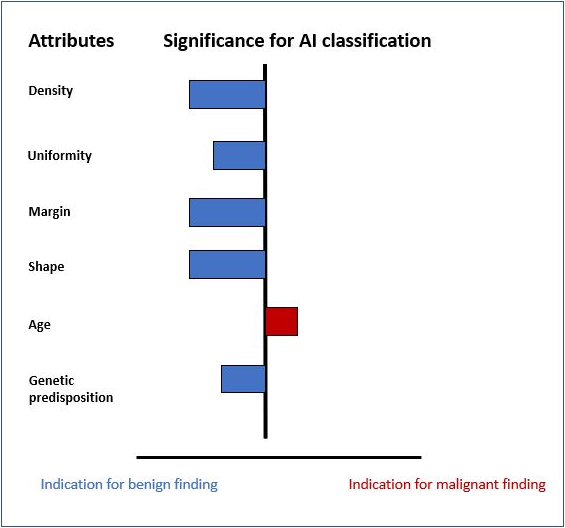 Attributes Significance for AI classification
Density
Uniformity
Margin
Shape
Age
Genetic
predisposition
Indication for benign finding Indication for malignant finding